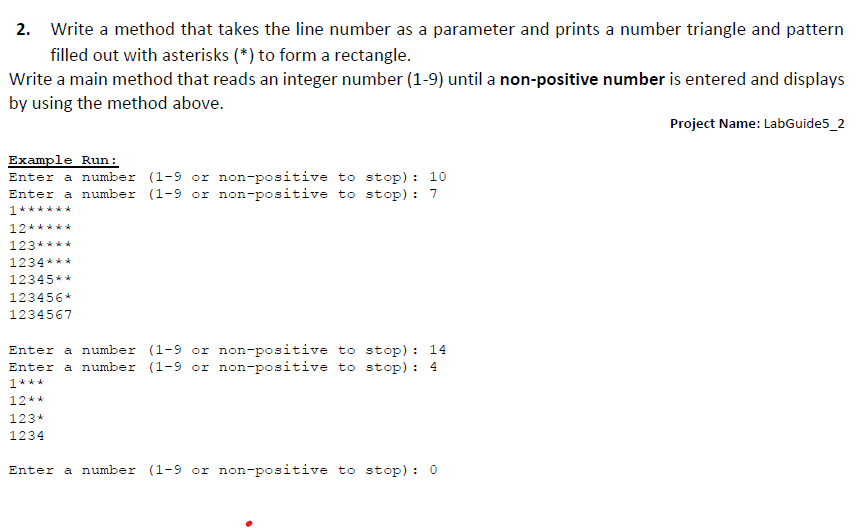 2. Write a method that takes the line number as a parameter and prints a number triangle and pattern
filled out with asterisks (*) to form a rectangle.
Write a main method that reads an integer number (1-9) until a non-positive number is entered and displays
by using the method above.
Project Name: LabGuide5_2
Example Run:
Enter a number (1-9 or non-positive to stop): 10
Enter a number (1-9 or non-positive to stop): 7
1******
12*****
123****
1234***
12345**
123456*
1234567
Enter a number (1-9 or non-positive to stop): 14
Enter a number (1-9 or non-positive to stop): 4
1***
12**
123*
1234
Enter a number (1-9 or non-positive to stop): 0